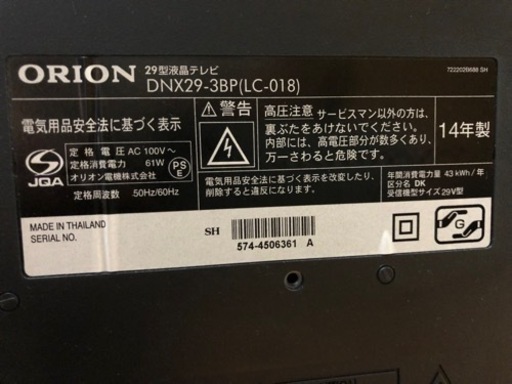 7222020B688 SH
ORION
29型液晶テレビ
DNX29-3BP(LC-018)
電気用品安全法に基づく表示
JQA
定格電圧 AC 100V～
定格消費電力 61W
オリオン電機株式会社
定格周波数 50Hz/60Hz
PSE
⚠警告
高圧注意 サービスマン以外の方は、
裏ぶたをあけないでください。
内部には、高電圧部分が数多くあり、
万一さわると危険です。
電気用品安全法に基づく表示を変更したり、
削除すると違反になります。
14年製
年間消費電力量 43 kWh/年
区分名 DK
受信機型サイズ 29V型
MADE IN THAILAND
SERIAL NO.
SH
574-4506361 A
G